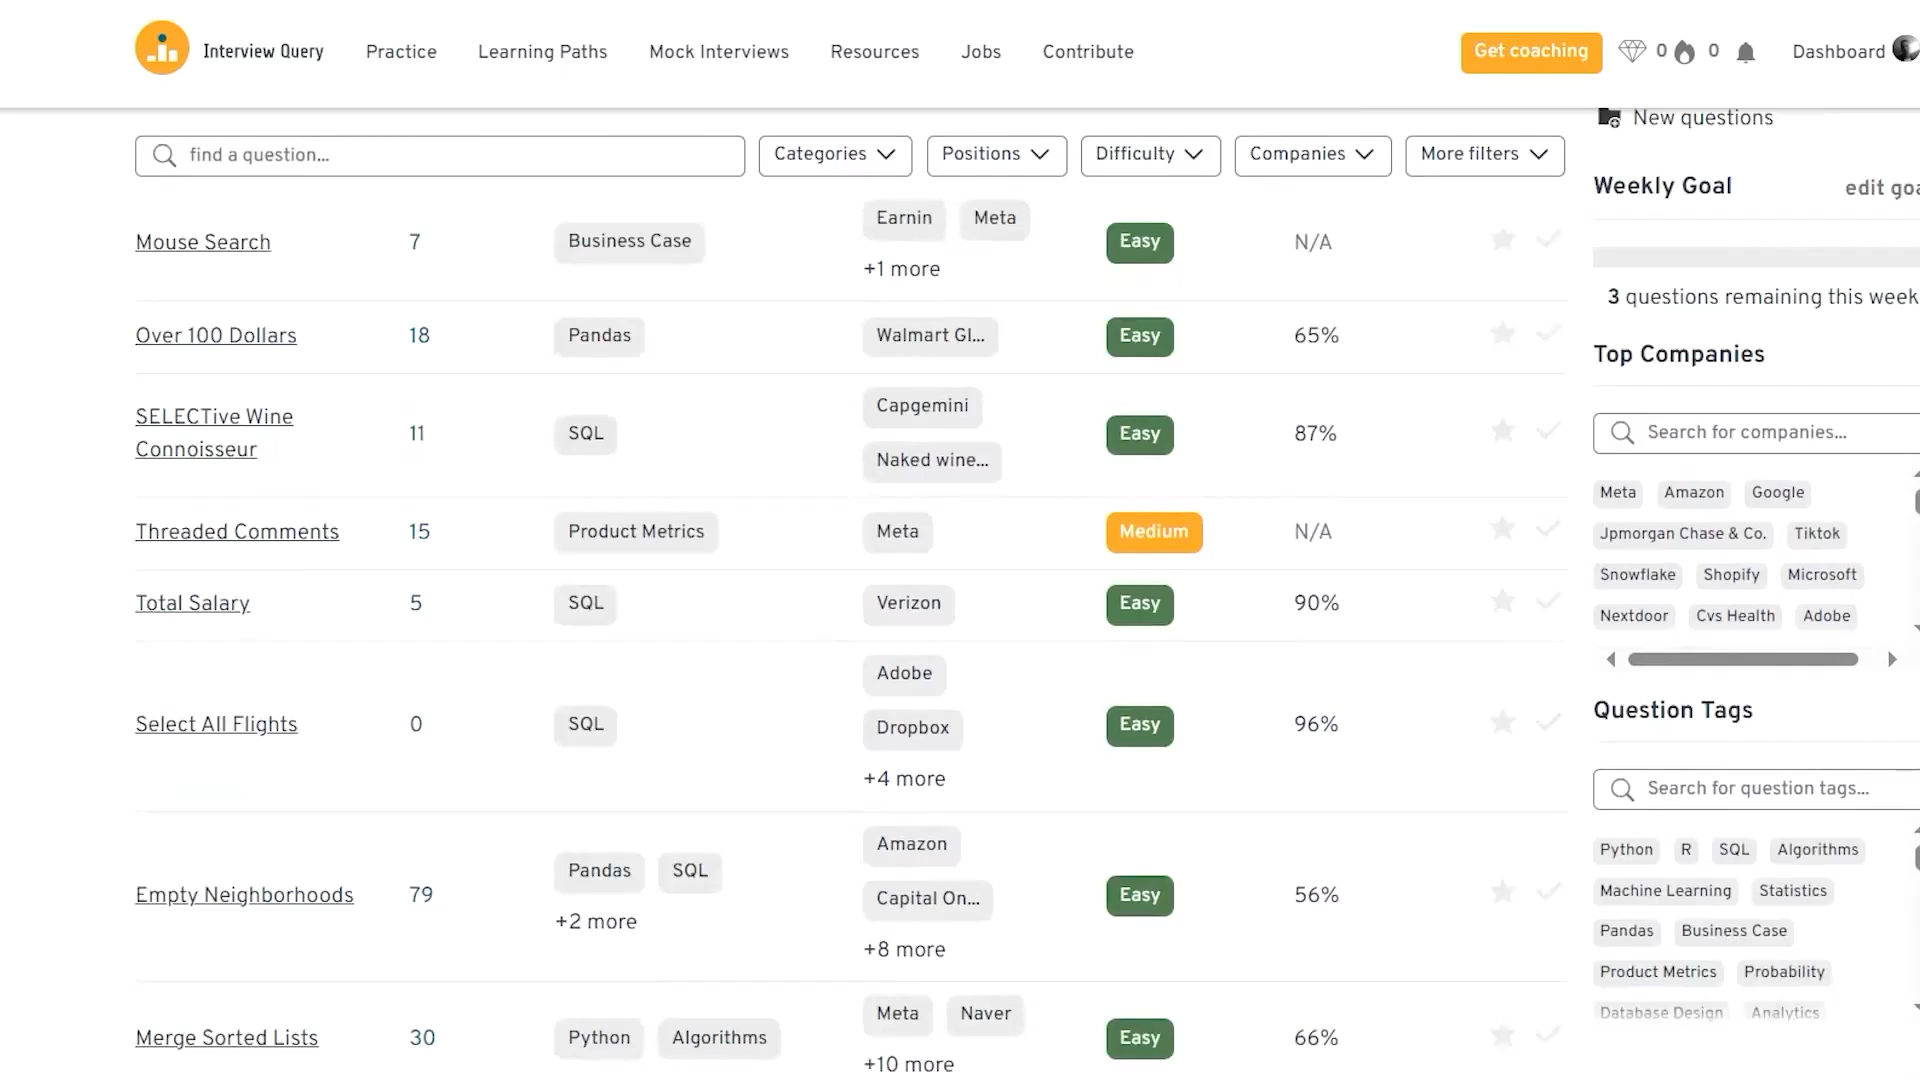 Interview Query
Practice
Learning Paths
Mock Interviews
Resources
Jobs
Contribute
Get coaching
0
0
Dashboard
find a question...
Categories
Positions
Difficulty
Companies
More filters
Mouse Search
7
Business Case
Earnin Meta
+1 more
Easy
N/A
Over 100 Dollars
18
Pandas
Walmart Gl...
Easy
65%
SELECTive Wine
Connoisseur
11
SQL
Capgemini
Naked wine...
Easy
87%
Threaded Comments
15
Product Metrics
Meta
Medium
N/A
Total Salary
5
SQL
Verizon
Easy
90%
Select All Flights
0
SQL
Adobe
Dropbox
+4 more
Easy
96%
Empty Neighborhoods
79
Pandas SQL
+2 more
Amazon
Capital On...
+8 more
Easy
56%
Merge Sorted Lists
30
Python Algorithms
Meta Naver
+10 more
Easy
66%
New questions
Weekly Goal
edit goa
3 questions remaining this week
Top Companies
Search for companies...
Meta Amazon Google
Jpmorgan Chase & Co. Tiktok
Snowflake Shopify Microsoft
Nextdoor Cvs Health Adobe
Question Tags
Search for question tags...
Python R SQL Algorithms
Machine Learning Statistics
Pandas Business Case
Product Metrics Probability
Database Design Analytics